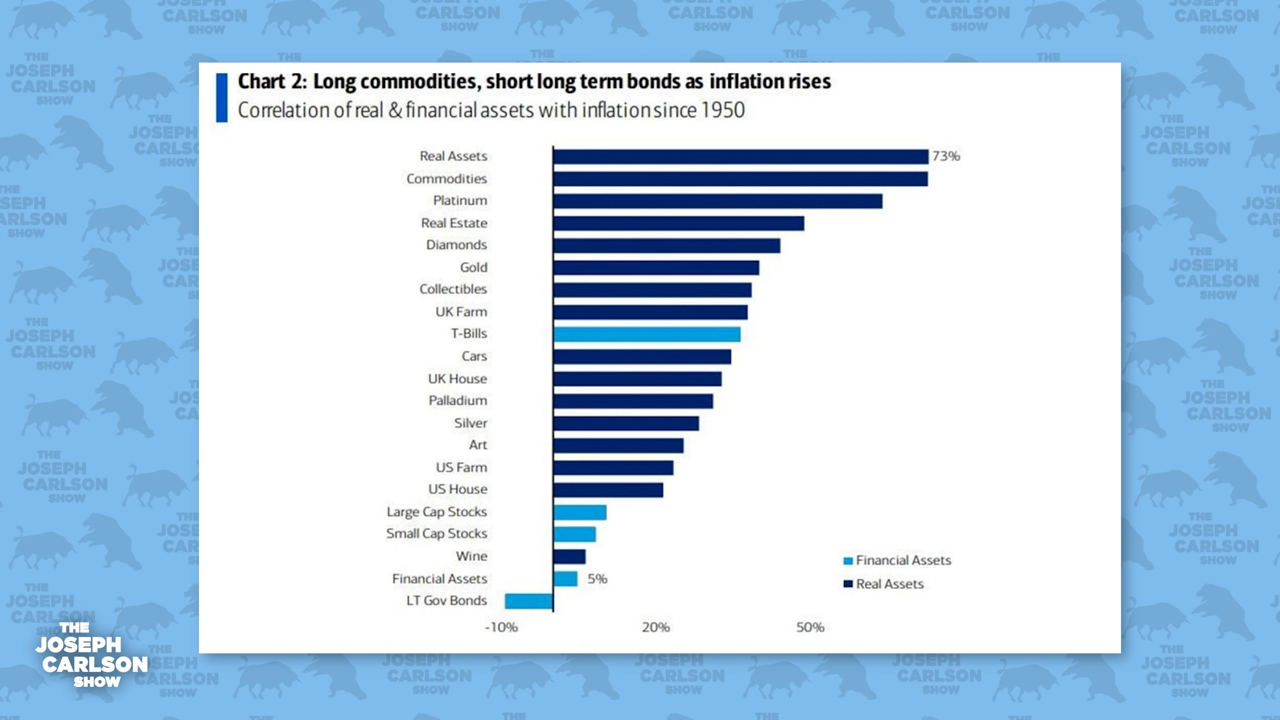 Chart 2: Long commodities, short long term bonds as inflation rises
Correlation of real & financial assets with inflation since 1950
Real Assets 73%
Commodities
Platinum
Real Estate
Diamonds
Gold
Collectibles
UK Farm
T-Bills
Cars
UK House
Palladium
Silver
Art
US Farm
US House
Large Cap Stocks
Small Cap Stocks
Wine
Financial Assets 5%
LT Gov Bonds
Financial Assets
Real Assets
-10% 20% 50%
THE
JOSEPH
CARLSON
SHOW